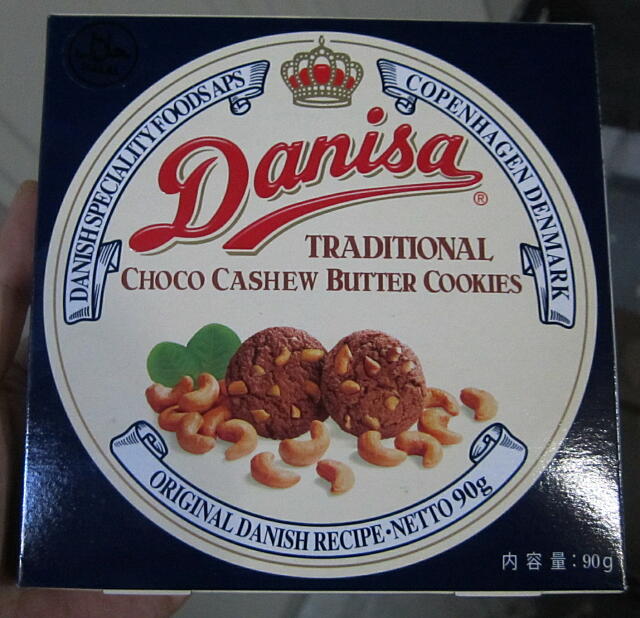 DANISH SPECIALITY FOODS APS
COPENHAGEN DENMARK
Danisa®
TRADITIONAL
CHOCO CASHEW BUTTER COOKIES
ORIGINAL DANISH RECIPE·NETTO 90g
内容量:90g